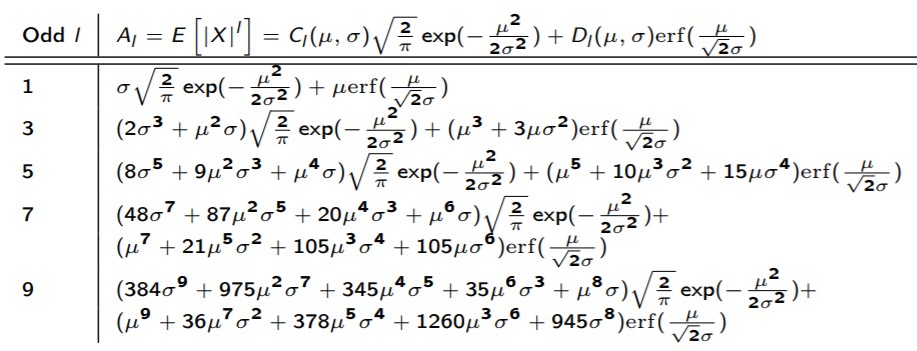 Odd l A_l = E [|X|^l] = C_l(μ, σ)√(2/π) exp(−μ²/2σ²) + D_l(μ, σ)erf(μ/√2σ)
1 σ√(2/π) exp(−μ²/2σ²) + μerf(μ/√2σ)
3 (2σ³ + μ²σ)√(2/π) exp(−μ²/2σ²) + (μ³ + 3μσ²)erf(μ/√2σ)
5 (8σ⁵ + 9μ²σ³ + μ⁴σ)√(2/π) exp(−μ²/2σ²) + (μ⁵ + 10μ³σ² + 15μσ⁴)erf(μ/√2σ)
7 (48σ⁷ + 87μ²σ⁵ + 20μ⁴σ³ + μ⁶σ)√(2/π) exp(−μ²/2σ²)+
(μ⁷ + 21μ⁵σ² + 105μ³σ⁴ + 105μσ⁶)erf(μ/√2σ)
9 (384σ⁹ + 975μ²σ⁷ + 345μ⁴σ⁵ + 35μ⁶σ³ + μ⁸σ)√(2/π) exp(−μ²/2σ²)+
(μ⁹ + 36μ⁷σ² + 378μ⁵σ⁴ + 1260μ³σ⁶ + 945σ⁸)erf(μ/√2σ)